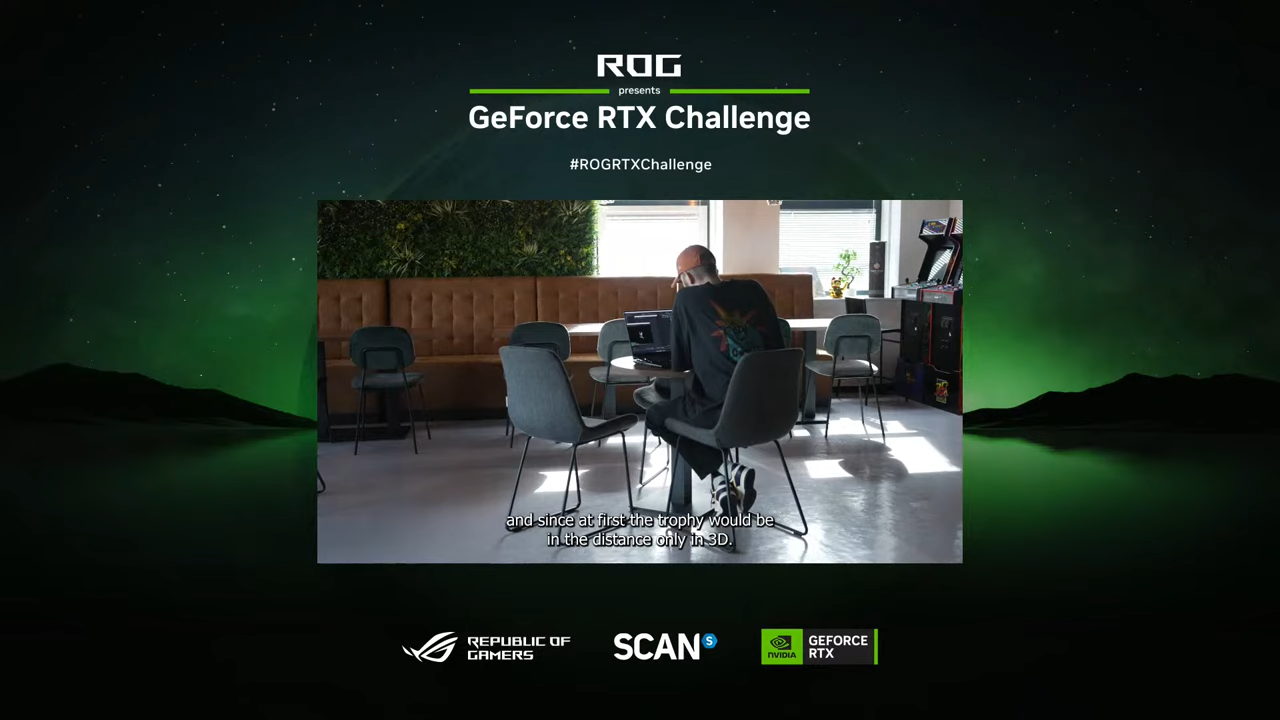 ROG
presents
GeForce RTX Challenge
#ROGRTXChallenge
and since at first the trophy would be
in the distance only in 3D.
REPUBLIC OF
GAMERS
SCAN S
NVIDIA
GEFORCE
RTX